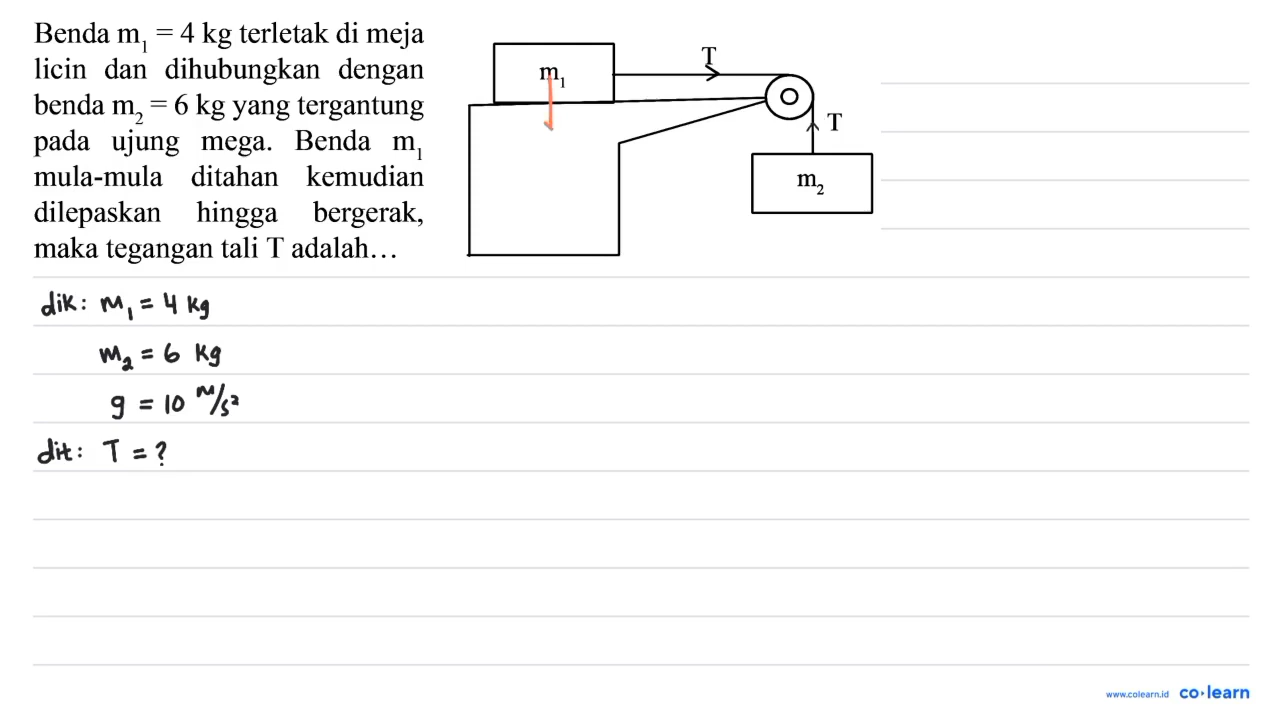 Benda m₁ = 4 kg terletak di meja
licin dan dihubungkan dengan
benda m₂ = 6 kg yang tergantung
pada ujung mega. Benda m₁
mula-mula ditahan kemudian
dilepaskan hingga bergerak,
maka tegangan tali T adalah...
m₁
T
T
m₂
dik: m₁ = 4 kg
m₂ = 6 kg
g = 10 m/s²
dit: T = ?
www.colearn.id co•learn